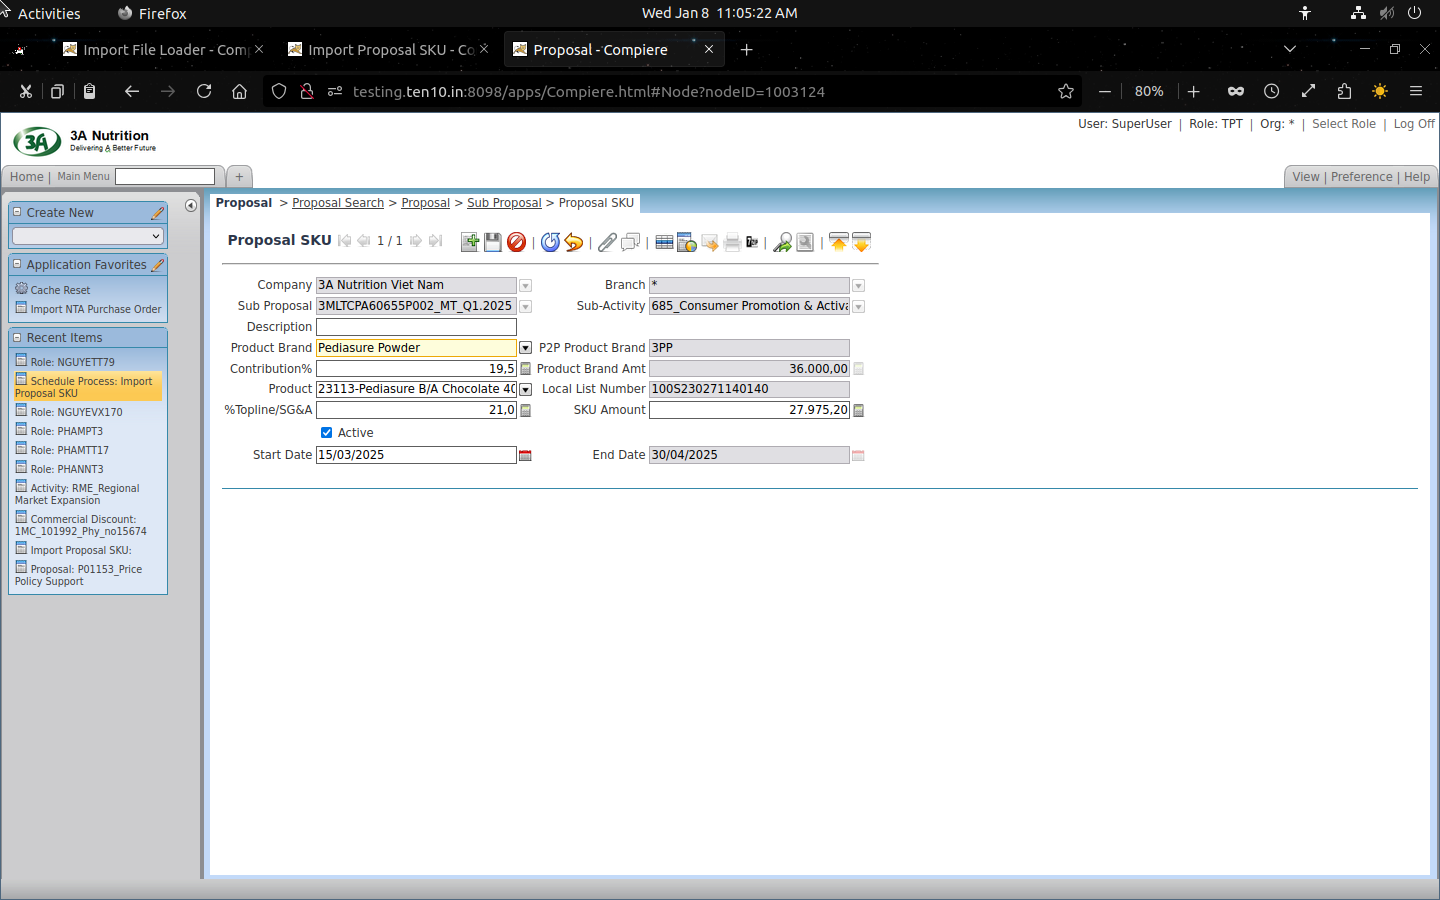 Activities
Firefox
Wed Jan 8 11:05:22 AM
Import File Loader - Com
Import Proposal SKU - Co
Proposal - Compiere
testing.ten10.in:8098/apps/Compiere.html#Node?nodeID=1003124
80%
3A
3A Nutrition
Delivering A Better Future
User: SuperUser | Role: TPT | Org: * | Select Role | Log Off
Home | Main Menu
+
View | Preference | Help
Create New
Application Favorites
Cache Reset
Import NTA Purchase Order
Recent Items
Role: NGUYETT79
Schedule Process: Import
Proposal SKU
Role: NGUYEVX170
Role: PHAMPT3
Role: PHAMTT17
Role: PHANNT3
Activity: RME_Regional
Market Expansion
Commercial Discount:
1MC_101992_Phy_no15674
Import Proposal SKU:
Proposal: P01153_Price
Policy Support
Proposal > Proposal Search > Proposal > Sub Proposal > Proposal SKU
Proposal SKU 1 / 1
Company 3A Nutrition Viet Nam Branch *
Sub Proposal 3MLTCPA60655P002_MT_Q1.2025 Sub-Activity 685_Consumer Promotion & Activa
Description
Product Brand Pediasure Powder P2P Product Brand 3PP
Contribution% 19,5 Product Brand Amt 36.000,00
Product 23113-Pediasure B/A Chocolate 40 Local List Number 100S230271140140
%Topline/SG&A 21,0 SKU Amount 27.975,20
Active
Start Date 15/03/2025 End Date 30/04/2025